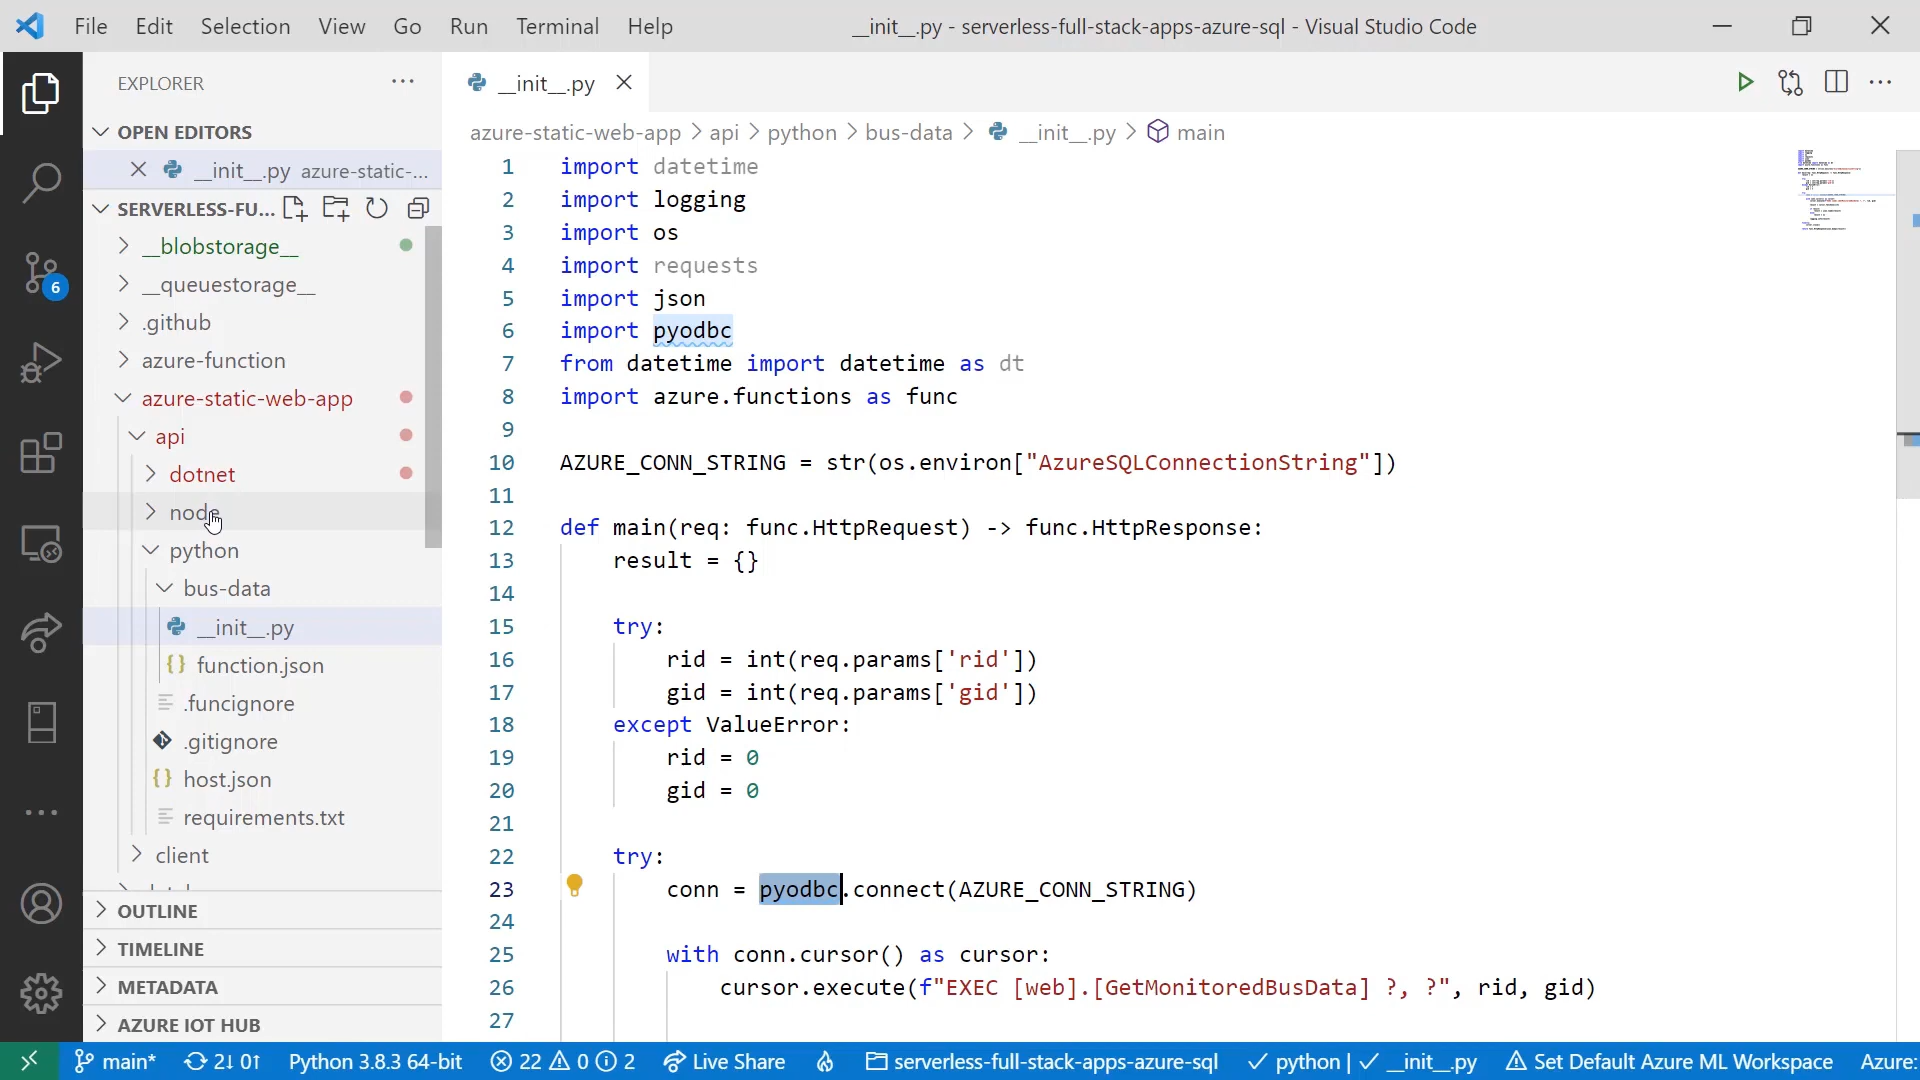 File Edit Selection View Go Run Terminal Help
__init__.py - serverless-full-stack-apps-azure-sql - Visual Studio Code
EXPLORER
OPEN EDITORS
__init__.py azure-static-...
SERVERLESS-FU...
__blobstorage__
__queuestorage__
.github
azure-function
azure-static-web-app
api
dotnet
node
python
bus-data
__init__.py
function.json
.funcignore
.gitignore
host.json
requirements.txt
client
OUTLINE
TIMELINE
METADATA
AZURE IOT HUB
6
__init__.py
azure-static-web-app > api > python > bus-data > __init__.py > main
1 import datetime
2 import logging
3 import os
4 import requests
5 import json
6 import pyodbc
7 from datetime import datetime as dt
8 import azure.functions as func
9
10 AZURE_CONN_STRING = str(os.environ["AzureSQLConnectionString"])
11
12 def main(req: func.HttpRequest) -> func.HttpResponse:
13 result = {}
14
15 try:
16 rid = int(req.params['rid'])
17 gid = int(req.params['gid'])
18 except ValueError:
19 rid = 0
20 gid = 0
21
22 try:
23 conn = pyodbc.connect(AZURE_CONN_STRING)
24
25 with conn.cursor() as cursor:
26 cursor.execute(f"EXEC [web].[GetMonitoredBusData] ?, ?", rid, gid)
27
main* 2↓ 0↑ Python 3.8.3 64-bit 22 0 2 Live Share serverless-full-stack-apps-azure-sql python | __init__.py Set Default Azure ML Workspace Azure: